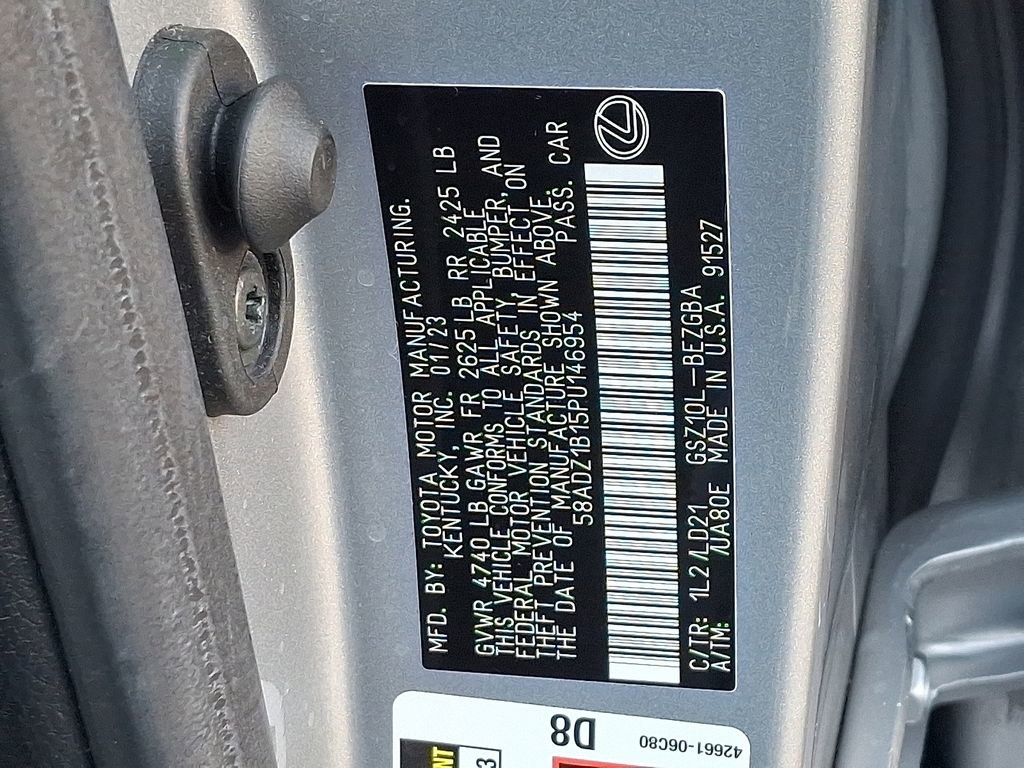 MFD. BY: TOYOTA MOTOR MANUFACTURING.
KENTUCKY, INC. 01/23
GVWR 4740 LB GAWR FR 2625 LB RR 2425 LB
THIS VEHICLE CONFORMS TO ALL APPLICABLE
FEDERAL MOTOR VEHICLE SAFETY, BUMPER, AND
THEFT PREVENTION STANDARDS IN EFFECT ON
THE DATE OF MANUFACTURE SHOWN ABOVE.
58ADZ1B15PU146954 PASS. CAR
C/TR: 1L2/LD21 GSZ10L-BEZGBA
A/TM: /UA80E MADE IN U.S.A. 91527
D8
42661-06C80
NT
3